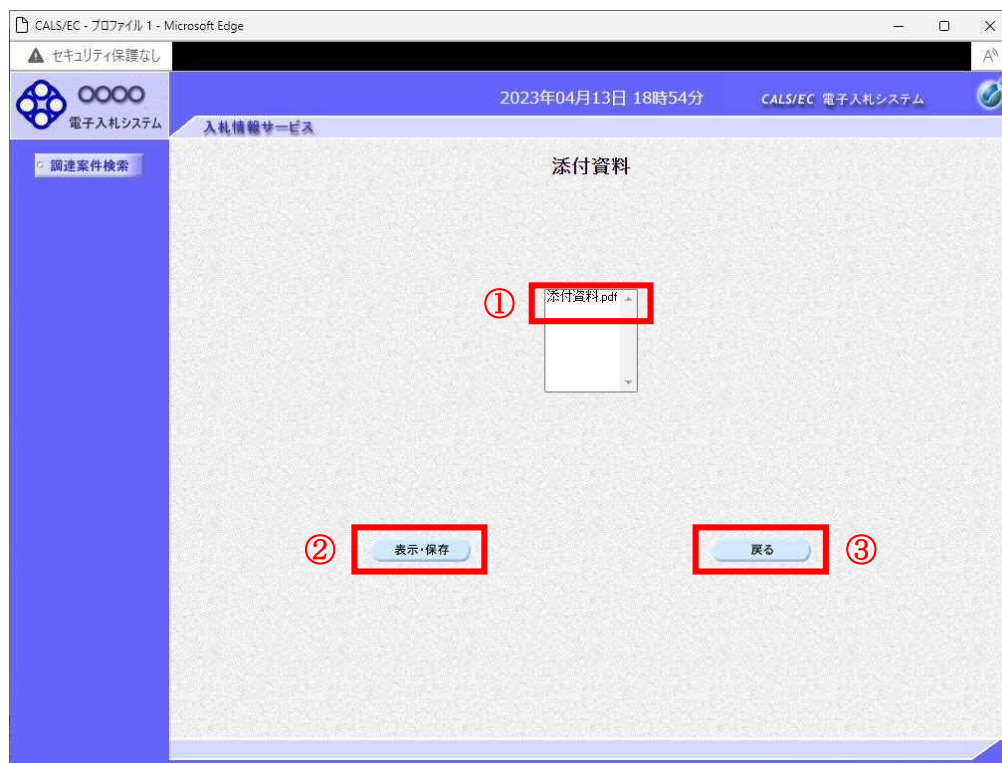 CALS/EC - プロファイル 1 - Microsoft Edge
セキュリティ保護なし
A
〇〇〇〇
電子入札システム
2023年04月13日 18時54分
CALS/EC 電子入札システム
入札情報サービス
調達案件検索
添付資料
①
添付資料.pdf
②
表示・保存
戻る
③